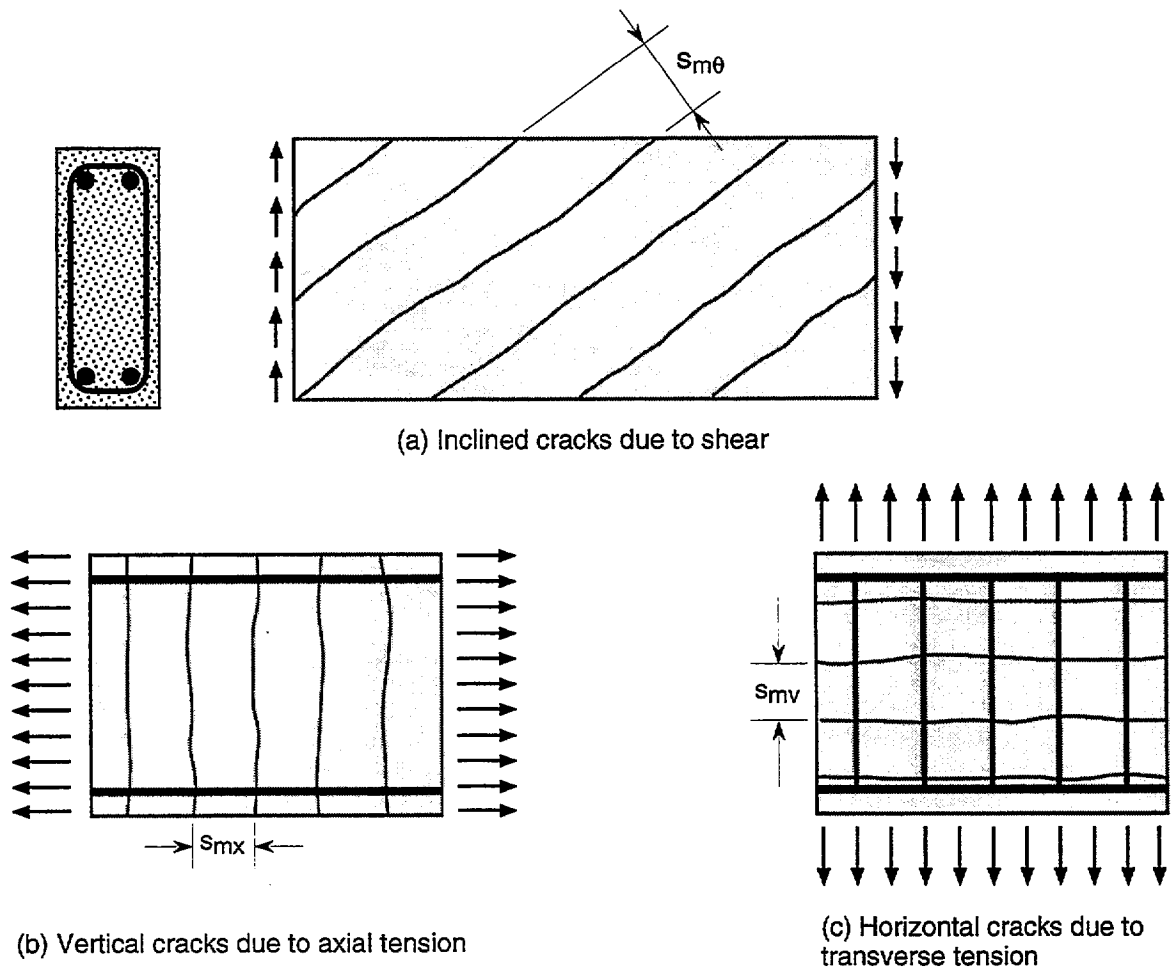 smθ
(a) Inclined cracks due to shear
smx
smv
(b) Vertical cracks due to axial tension
(c) Horizontal cracks due to
transverse tension